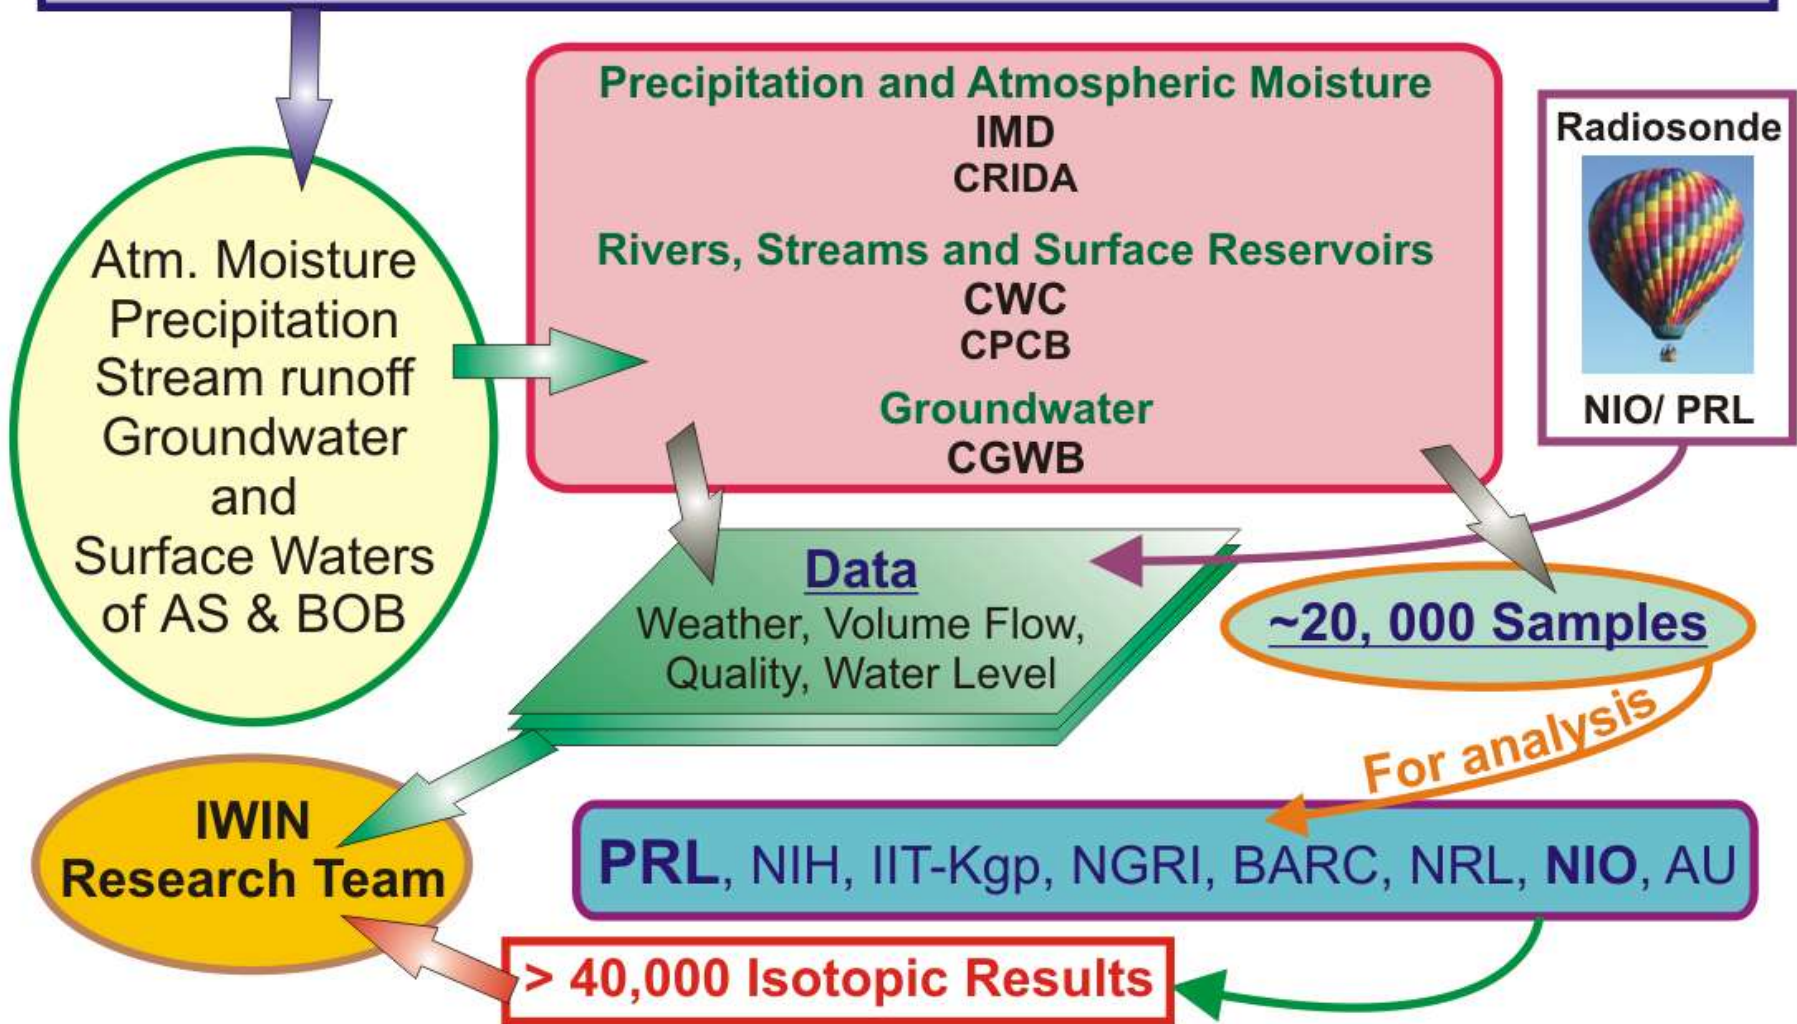 Precipitation and Atmospheric Moisture
IMD
CRIDA
Rivers, Streams and Surface Reservoirs
CWC
CPCB
Groundwater
CGWB
Radiosonde
NIO/ PRL
Atm. Moisture
Precipitation
Stream runoff
Groundwater
and
Surface Waters
of AS & BOB
Data
Weather, Volume Flow,
Quality, Water Level
~20, 000 Samples
For analysis
IWIN
Research Team
PRL, NIH, IIT-Kgp, NGRI, BARC, NRL, NIO, AU
> 40,000 Isotopic Results